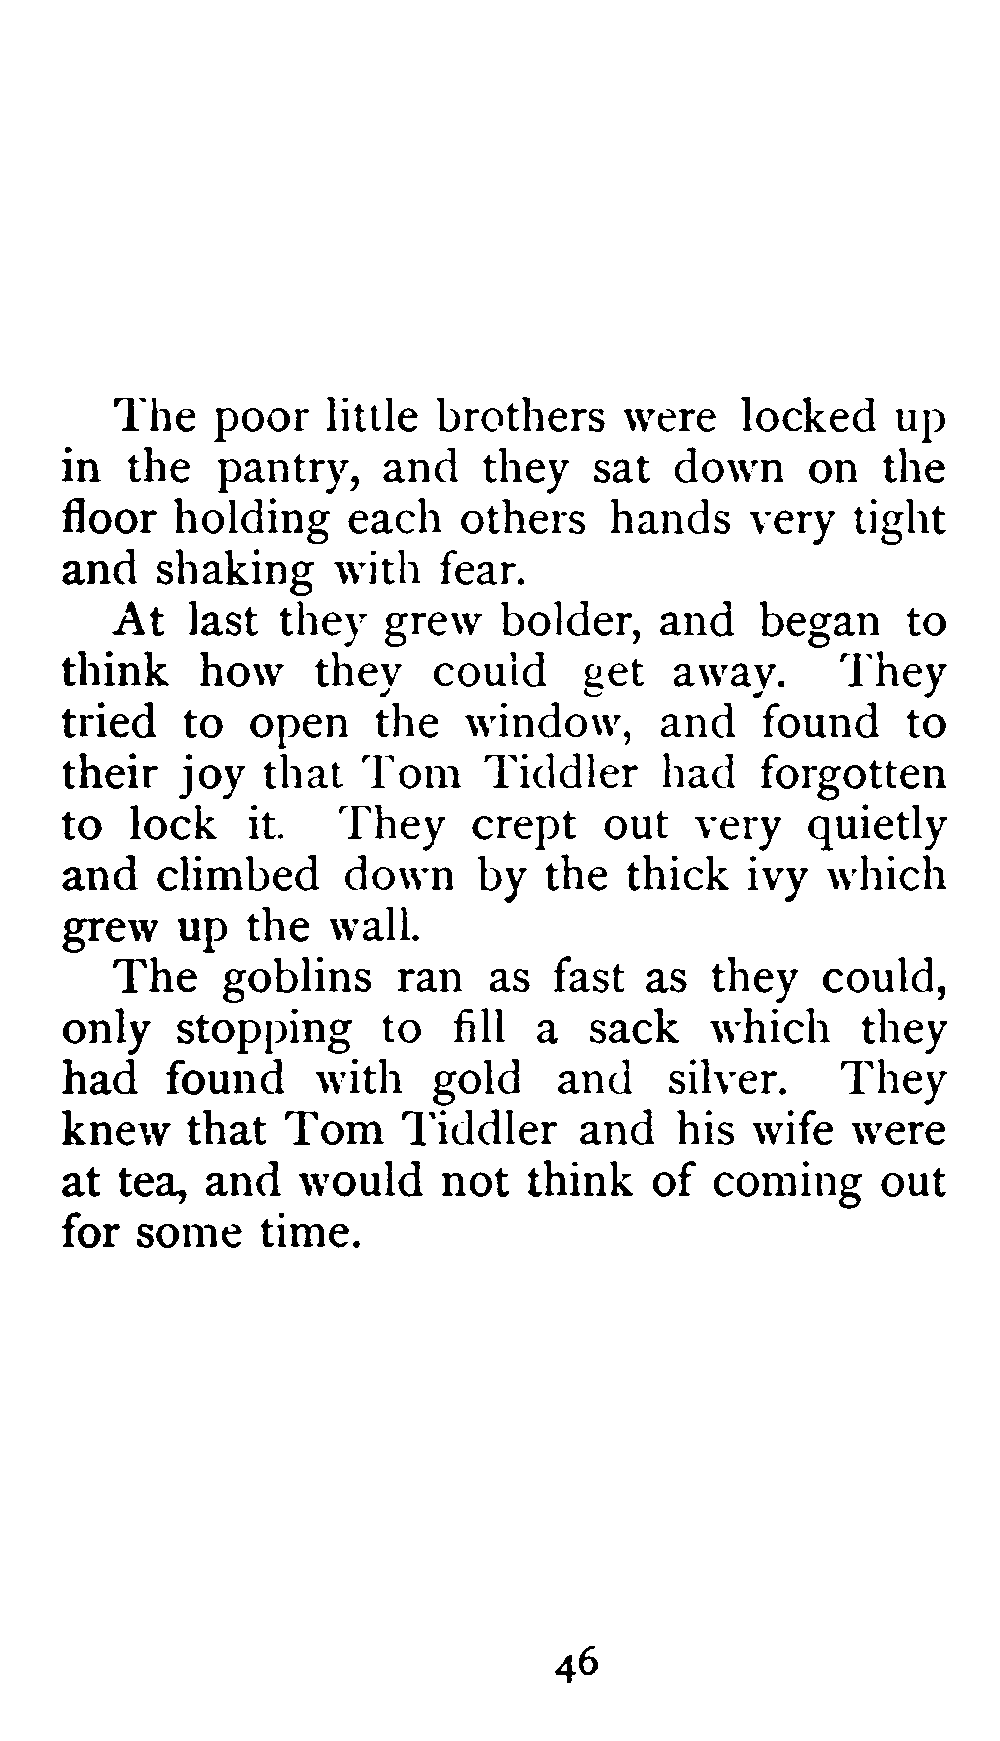 The poor little brothers were locked up
in the pantry, and they sat down on the
floor holding each others hands very tight
and shaking with fear.
At last they grew bolder, and began to
think how they could get away. They
tried to open the window, and found to
their joy that Tom Tiddler had forgotten
to lock it. They crept out very quietly
and climbed down by the thick ivy which
grew up the wall.
The goblins ran as fast as they could,
only stopping to fill a sack which they
had found with gold and silver. They
knew that Tom Tiddler and his wife were
at tea, and would not think of coming out
for some time.
46